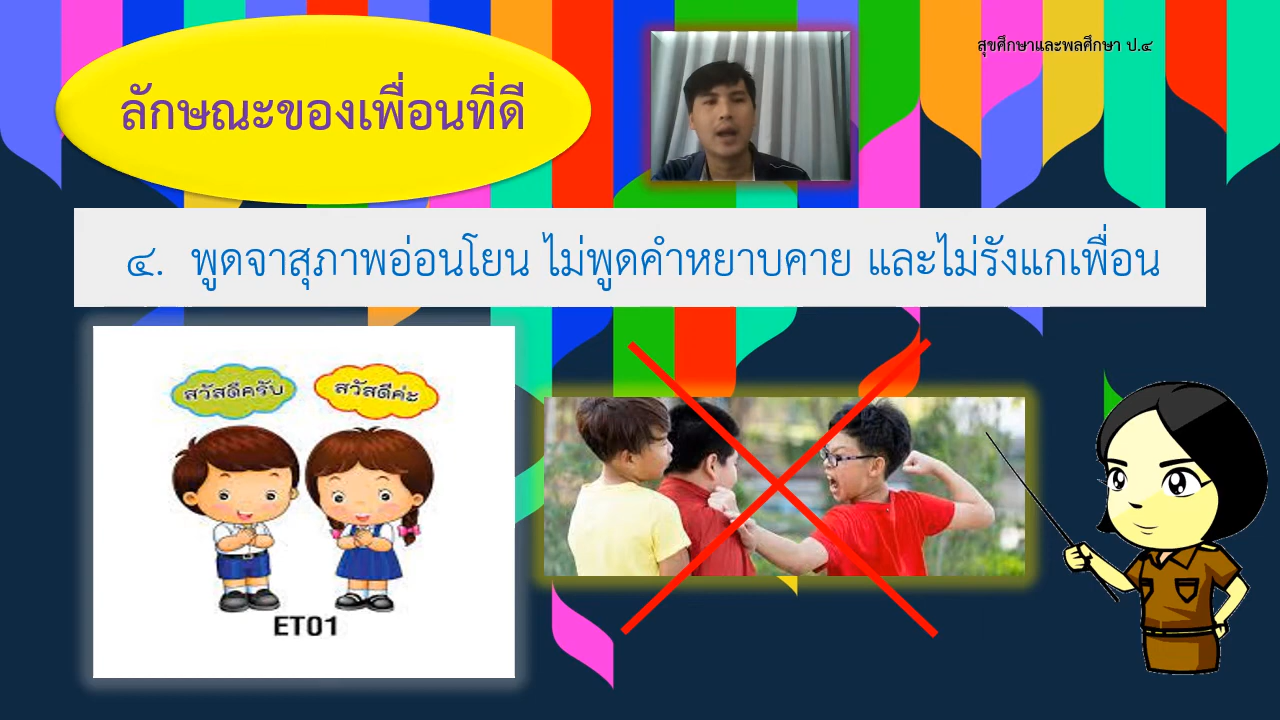 สุขศึกษาและพลศึกษา ป.๔
ลักษณะของเพื่อนที่ดี
๔. พูดจาสุภาพอ่อนโยน ไม่พูดคำหยาบคาย และไม่รังแกเพื่อน
สวัสดีครับ
สวัสดีค่ะ
ET01